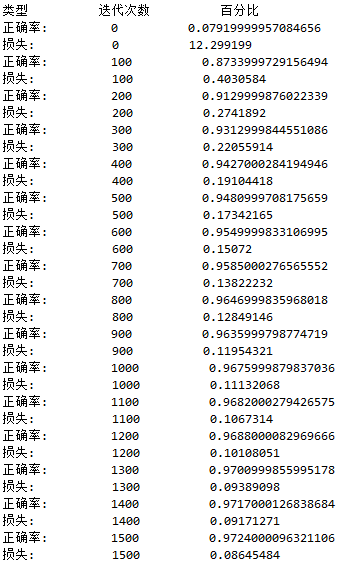 类型 迭代次数 百分比
正确率: 0 0.07919999957084656
损失: 0 12.299199
正确率: 100 0.8733999729156494
损失: 100 0.4030584
正确率: 200 0.9129999876022339
损失: 200 0.2741892
正确率: 300 0.9312999844551086
损失: 300 0.22055914
正确率: 400 0.9427000284194946
损失: 400 0.19104418
正确率: 500 0.9480999708175659
损失: 500 0.17342165
正确率: 600 0.9549999833106995
损失: 600 0.15072
正确率: 700 0.9585000276565552
损失: 700 0.13822232
正确率: 800 0.9646999835968018
损失: 800 0.12849146
正确率: 900 0.9635999798774719
损失: 900 0.11954321
正确率: 1000 0.9675999879837036
损失: 1000 0.11132068
正确率: 1100 0.9682000279426575
损失: 1100 0.1067314
正确率: 1200 0.9688000082969666
损失: 1200 0.10108051
正确率: 1300 0.9700999855995178
损失: 1300 0.09389098
正确率: 1400 0.9717000126838684
损失: 1400 0.09171271
正确率: 1500 0.9724000096321106
损失: 1500 0.08645484